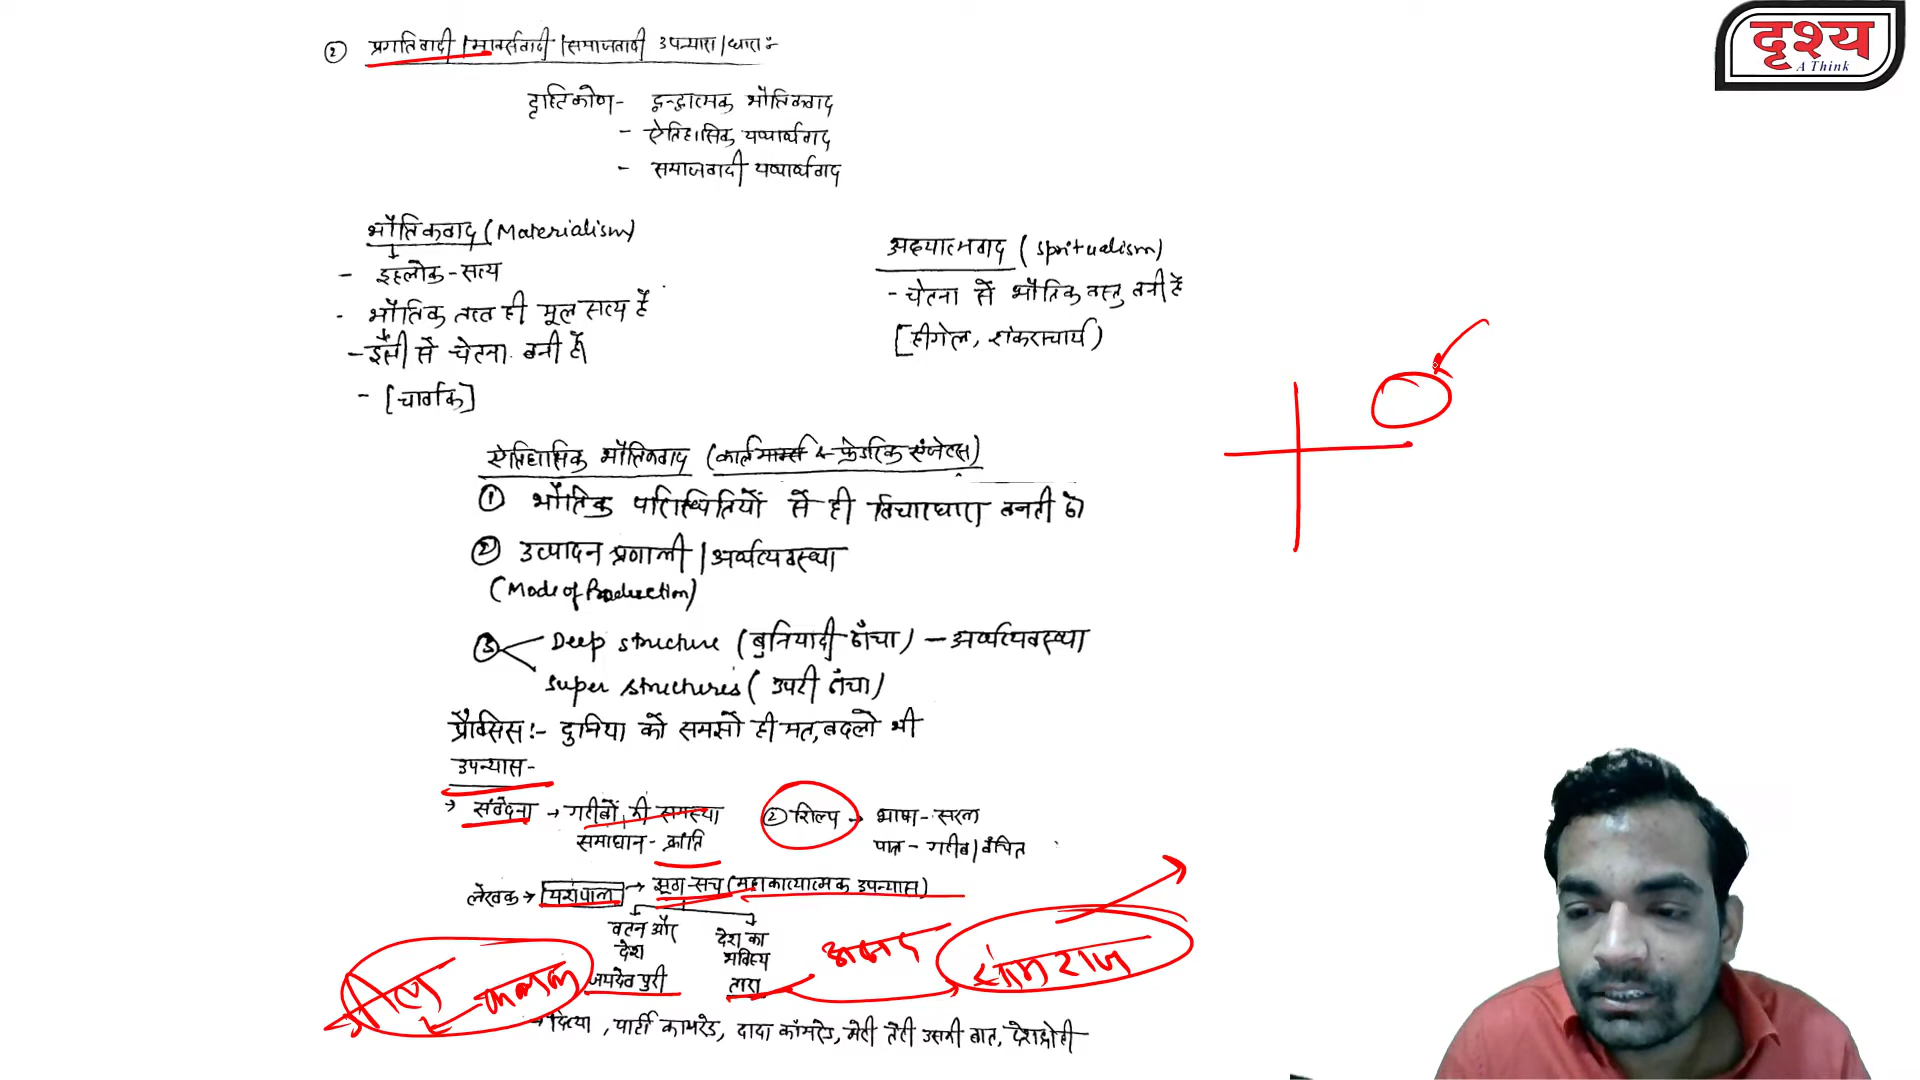 दृश्य
A Think
② प्रगतिवादी/मार्क्सवादी/समाजवादी उपन्यास/धारा:-
दृष्टिकोण - द्वन्द्वात्मक भौतिकवाद
- ऐतिहासिक यथार्थवाद
- समाजवादी यथार्थवाद
भौतिकवाद (Materialism)
- इहलोक - सत्य
- भौतिक तत्व ही मूल सत्य है
- इसी से चेतना बनी है
- [चार्वाक]
अध्यात्मवाद (Spritualism)
- चेतना से भौतिक वस्तु बनी है
[हीगेल, शंकराचार्य)
ऐतिहासिक भौतिकवाद (कार्ल मार्क्स & फ्रेडरिक एंजेल्स)
① भौतिक परिस्थितियों से ही विचारधारा बनती है
② उत्पादन प्रणाली/अर्थव्यवस्था
(Mode of Production)
③ Deep structure (बुनियादी ढाँचा) - अर्थव्यवस्था
Super structures (उपरी ढाँचा)
प्रैक्सिस :- दुनिया को समझो ही मत, बदलो भी
उपन्यास -
→ संवेदना → गरीबों की समस्या
समाधान - क्रांति
② शिल्प → भाषा - सरल
पात्र - गरीब/वंचित
लेखक → यशपाल → झूठा-सच (महाकाव्यात्मक उपन्यास)
वतन और देश
देश का भविष्य
जयदेव पुरी
तारा
सोमराज
→ दिव्या, पार्टी कामरेड, दादा कॉमरेड, मेरी तेरी उसकी बात, देशद्रोही